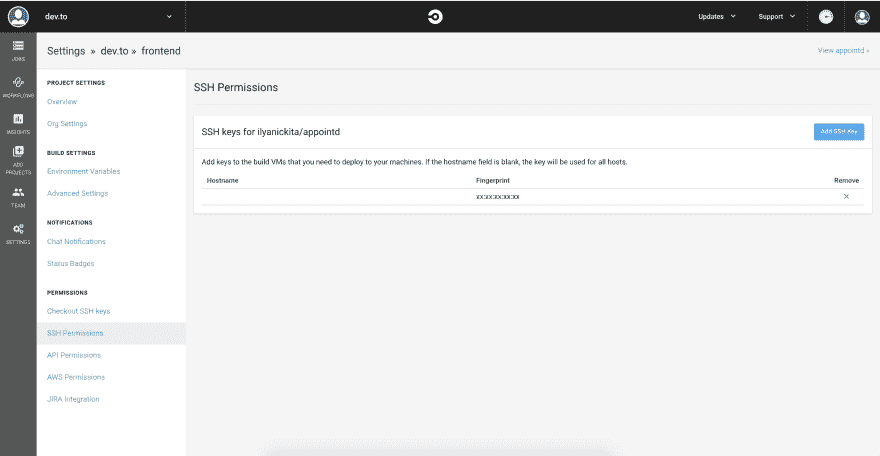 dev.to
Updates
Support
JOBS
WORKFLOWS
INSIGHTS
ADD
PROJECTS
TEAM
SETTINGS
Settings » dev.to » frontend
View appointd »
PROJECT SETTINGS
Overview
Org Settings
BUILD SETTINGS
Environment Variables
Advanced Settings
NOTIFICATIONS
Chat Notifications
Status Badges
PERMISSIONS
Checkout SSH keys
SSH Permissions
API Permissions
AWS Permissions
JIRA Integration
SSH Permissions
SSH keys for ilyanickita/appointd
Add SSH Key
Add keys to the build VMs that you need to deploy to your machines. If the hostname field is blank, the key will be used for all hosts.
Hostname Fingerprint Remove
xx:xx:xx:xx:xx ×